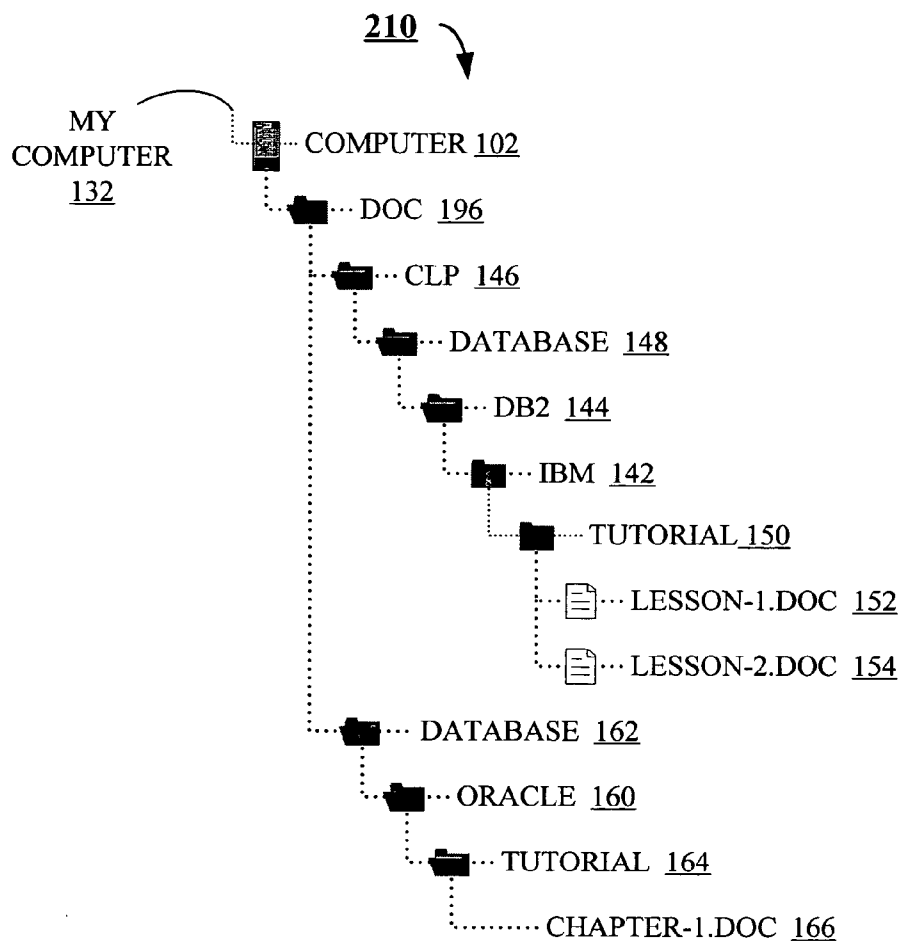 210
MY
COMPUTER
132
COMPUTER 102
DOC 196
CLP 146
DATABASE 148
DB2 144
IBM 142
TUTORIAL 150
LESSON-1.DOC 152
LESSON-2.DOC 154
DATABASE 162
ORACLE 160
TUTORIAL 164
CHAPTER-1.DOC 166